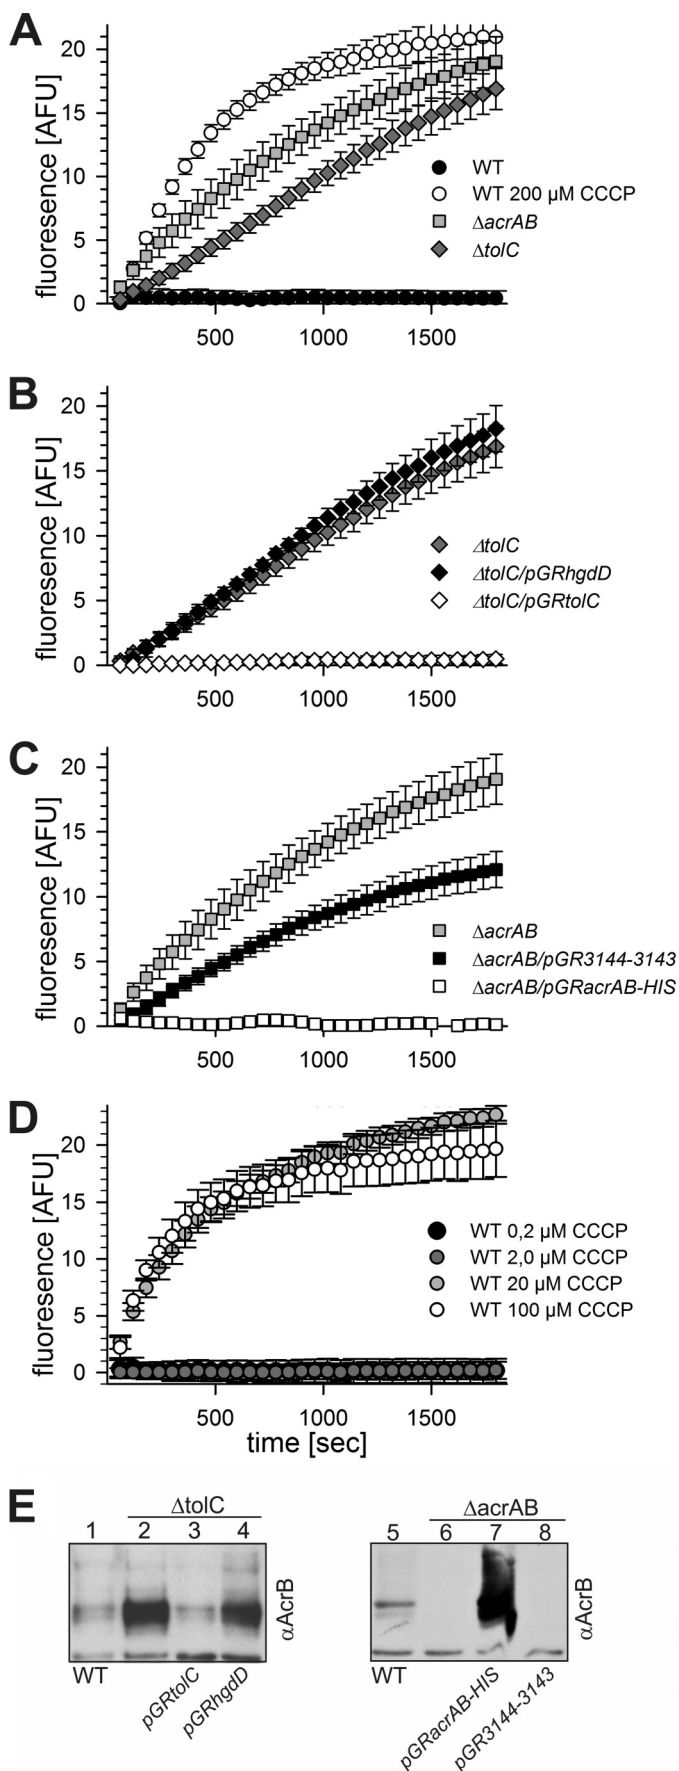 A
fluoresence [AFU]
20
15
10
5
0
500
1000
1500
WT
WT 200 µM CCCP
ΔacrAB
ΔtolC
B
fluoresence [AFU]
20
15
10
5
0
500
1000
1500
ΔtolC
ΔtolC/pGRhgdD
ΔtolC/pGRtolC
C
fluoresence [AFU]
20
15
10
5
0
500
1000
1500
ΔacrAB
ΔacrAB/pGR3144-3143
ΔacrAB/pGRacrAB-HIS
D
fluoresence [AFU]
20
15
10
5
0
500
1000
1500
time [sec]
WT 0,2 µM CCCP
WT 2,0 µM CCCP
WT 20 µM CCCP
WT 100 µM CCCP
E
ΔtolC
1 2 3 4
αAcrB
WT
pGRtolC
pGRhgdD
ΔacrAB
5 6 7 8
αAcrB
WT
pGRacrAB-HIS
pGR3144-3143